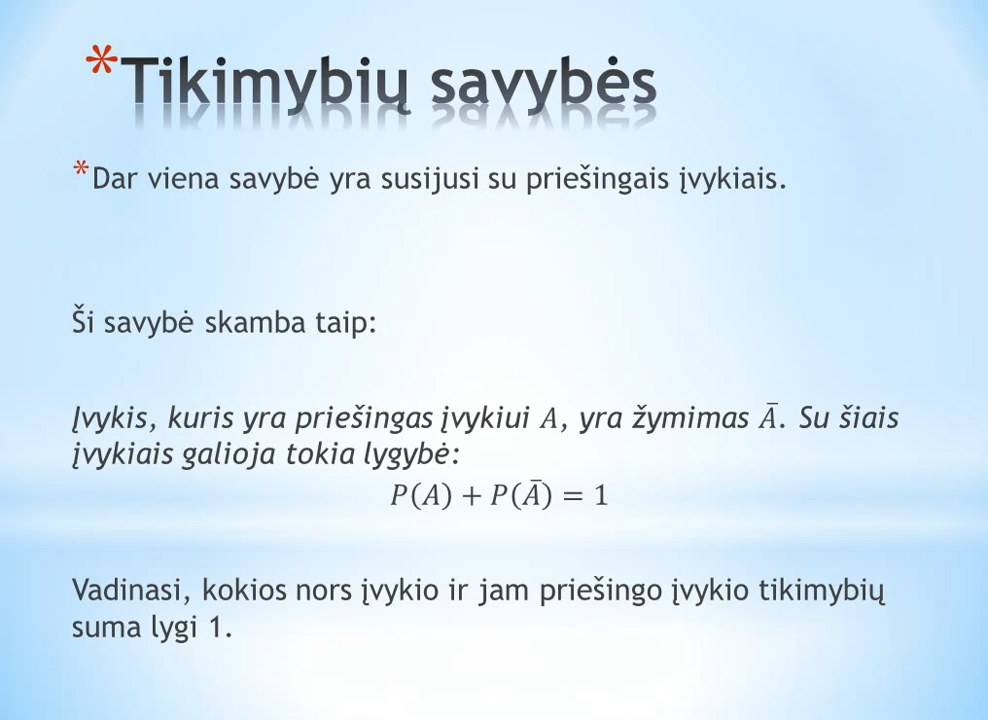 *Tikimybių savybės
*Dar viena savybė yra susijusi su priešingais įvykiais.
Ši savybė skamba taip:
Įvykis, kuris yra priešingas įvykiui A, yra žymimas Ā. Su šiais
įvykiais galioja tokia lygybė:
P(A) + P(Ā) = 1
Vadinasi, kokios nors įvykio ir jam priešingo įvykio tikimybių
suma lygi 1.